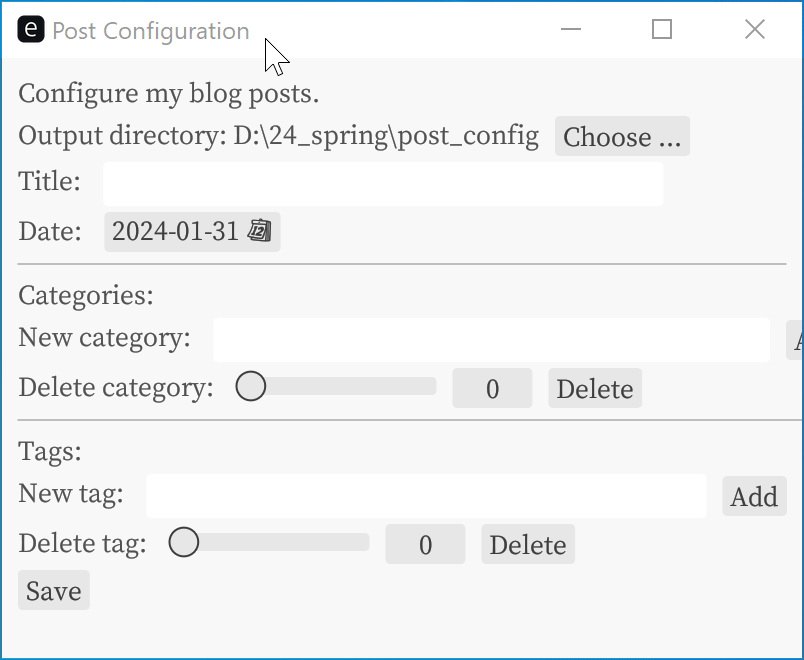 e Post Configuration
Configure my blog posts.
Output directory: D:\24_spring\post_config Choose ...
Title:
Date: 2024-01-31 12
Categories:
New category:
Delete category: 0 Delete
Tags:
New tag: Add
Delete tag: 0 Delete
Save